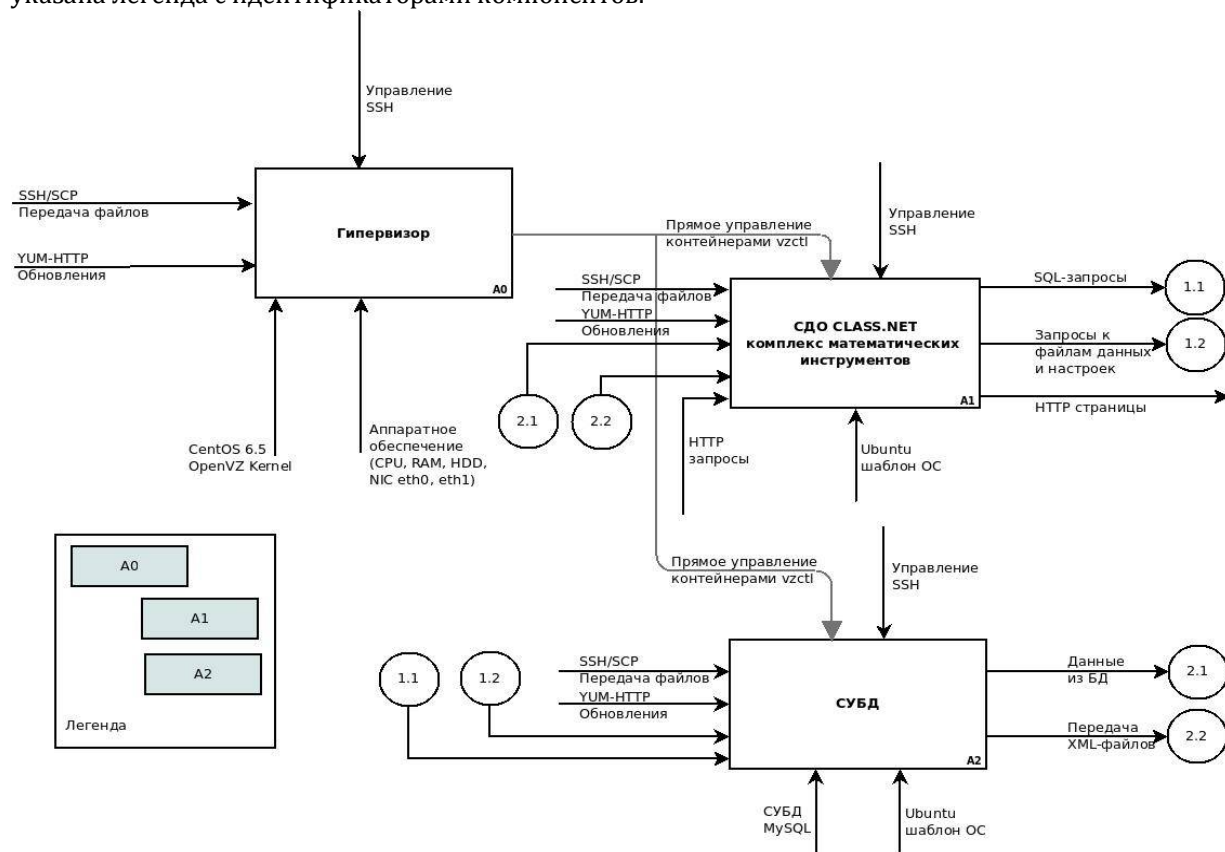 указана легенда с идентификаторами компонентов.
Управление
SSH
SSH/SCP
Передача файлов
YUM-HTTP
Обновления
Гипервизор
A0
CentOS 6.5
OpenVZ Kernel
Аппаратное
обеспечение
(CPU, RAM, HDD,
NIC eth0, eth1)
Прямое управление
контейнерами vzctl
Управление
SSH
SSH/SCP
Передача файлов
YUM-HTTP
Обновления
2.1
2.2
HTTP
запросы
СДО CLASS.NET
комплекс математических
инструментов
A1
Ubuntu
шаблон ОС
SQL-запросы
1.1
Запросы к
файлам данных
и настроек
1.2
HTTP страницы
A0
A1
A2
Легенда
Прямое управление
контейнерами vzctl
Управление
SSH
1.1
1.2
SSH/SCP
Передача файлов
YUM-HTTP
Обновления
СУБД
A2
Данные
из БД
2.1
Передача
XML-файлов
2.2
СУБД
MySQL
Ubuntu
шаблон ОС